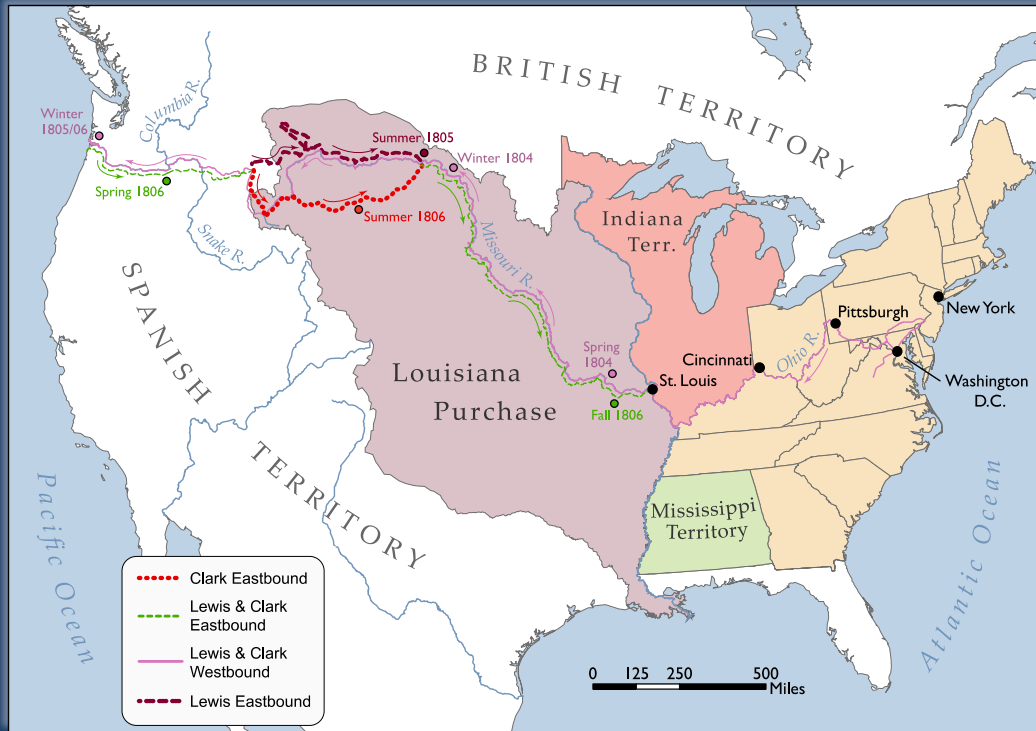 BRITISH TERRITORY
Winter
1805/06
Columbia R.
Summer 1805
Winter 1804
Spring 1806
Summer 1806
Indiana
Terr.
Snake R.
Missouri R.
SPANISH
TERRITORY
New York
Pittsburgh
Ohio R.
Cincinnati
Spring
1804
St. Louis
Washington
D.C.
Louisiana
Purchase
Fall 1806
Mississippi
Territory
Pacific Ocean
Atlantic Ocean
Clark Eastbound
Lewis & Clark
Eastbound
Lewis & Clark
Westbound
Lewis Eastbound
0 125 250 500
Miles